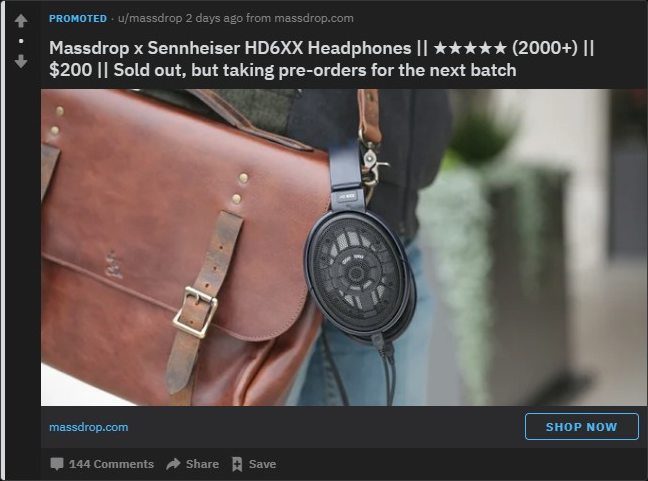 PROMOTED · u/massdrop 2 days ago from massdrop.com
Massdrop x Sennheiser HD6XX Headphones || ★★★★★ (2000+) ||
$200 || Sold out, but taking pre-orders for the next batch
massdrop.com
SHOP NOW
144 Comments Share Save